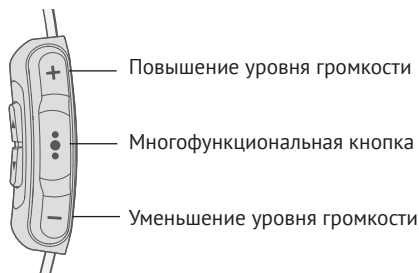 Повышение уровня громкости
Многофункциональная кнопка
Уменьшение уровня громкости